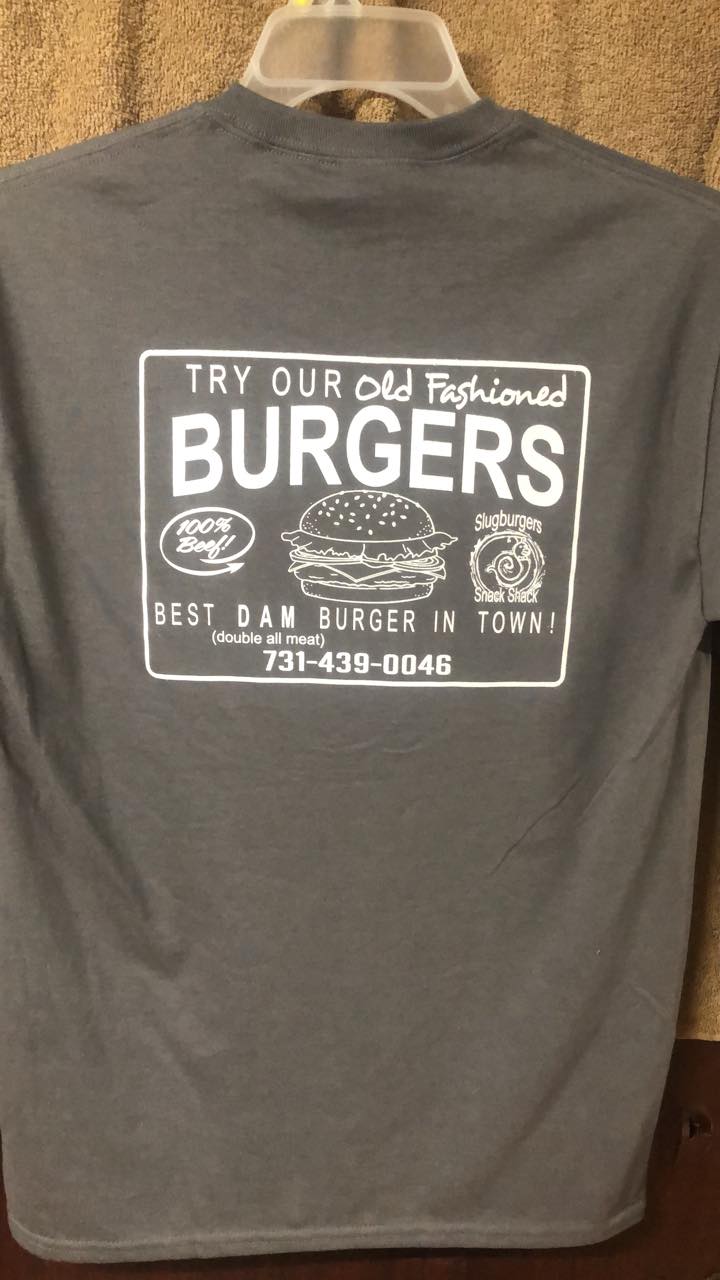 TRY OUR Old Fashioned
BURGERS
100%
Beef!
Slugburgers
Snack Shack
BEST DAM BURGER IN TOWN!
(double all meat)
731-439-0046